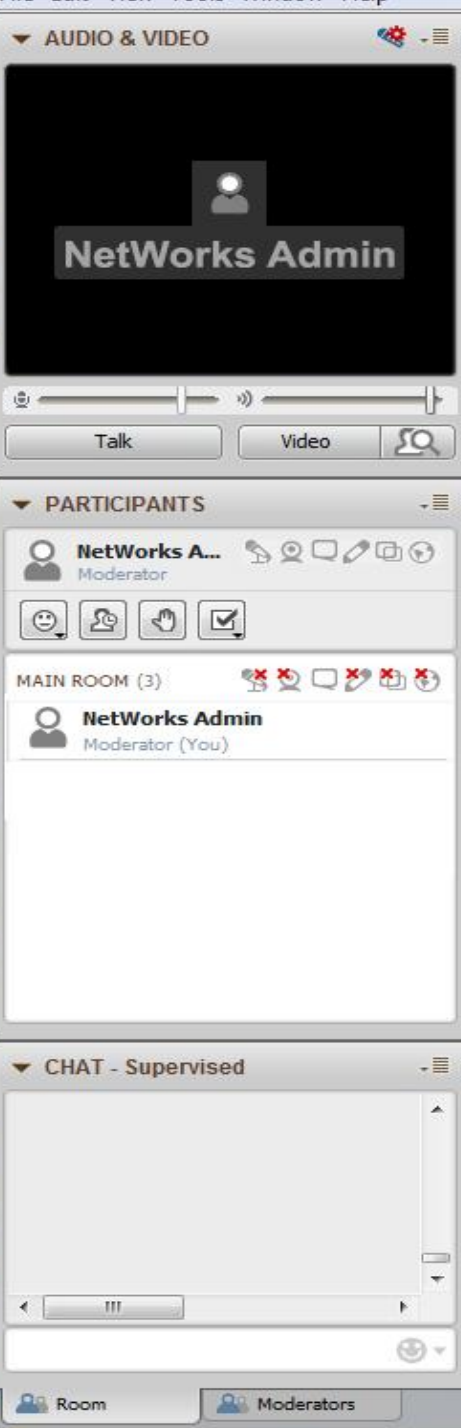 AUDIO & VIDEO
NetWorks Admin
Talk
Video
PARTICIPANTS
NetWorks A...
Moderator
MAIN ROOM (3)
NetWorks Admin
Moderator (You)
CHAT - Supervised
Room
Moderators